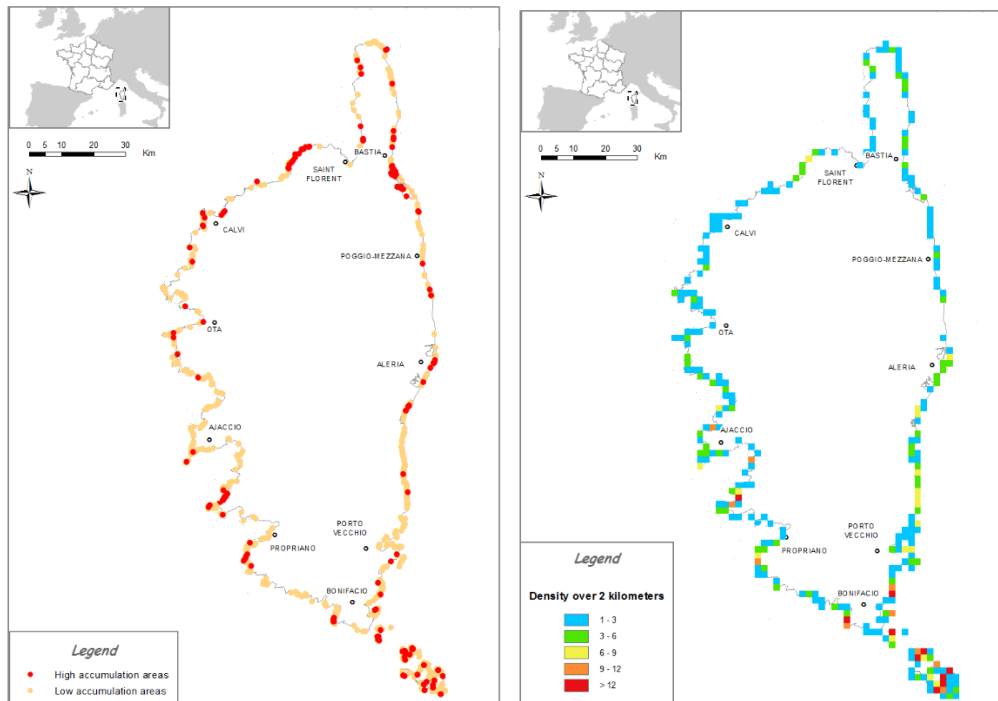 0 5 10 20 30
Km
N
BASTIA
SAINT
FLORENT
CALVI
POGGIO-MEZZANA
OTA
ALERIA
AJACCIO
PORTO
VECCHIO
PROPRIANO
BONIFACIO
Legend
High accumulation areas
Low accumulation areas
0 5 10 20 30
Km
N
BASTIA
SAINT
FLORENT
CALVI
POGGIO-MEZZANA
OTA
ALERIA
AJACCIO
PORTO
VECCHIO
PROPRIANO
BONIFACIO
Legend
Density over 2 kilometers
1 - 3
3 - 6
6 - 9
9 - 12
> 12